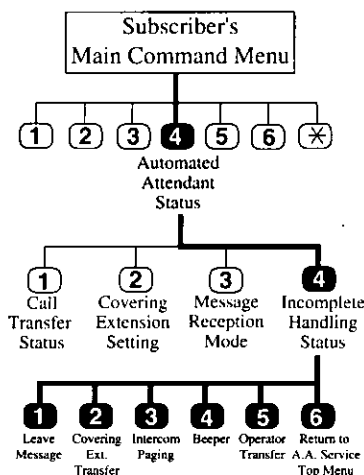 Subscriber's
Main Command Menu
1 2 3 4 5 6 *
Automated
Attendant
Status
1 2 3 4
Call Covering Message Incomplete
Transfer Extension Reception Handling
Status Setting Mode Status
1 2 3 4 5 6
Leave Covering Intercom Beeper Operator Return to
Message Ext. Paging Transfer A.A. Service
Transfer Top Menu